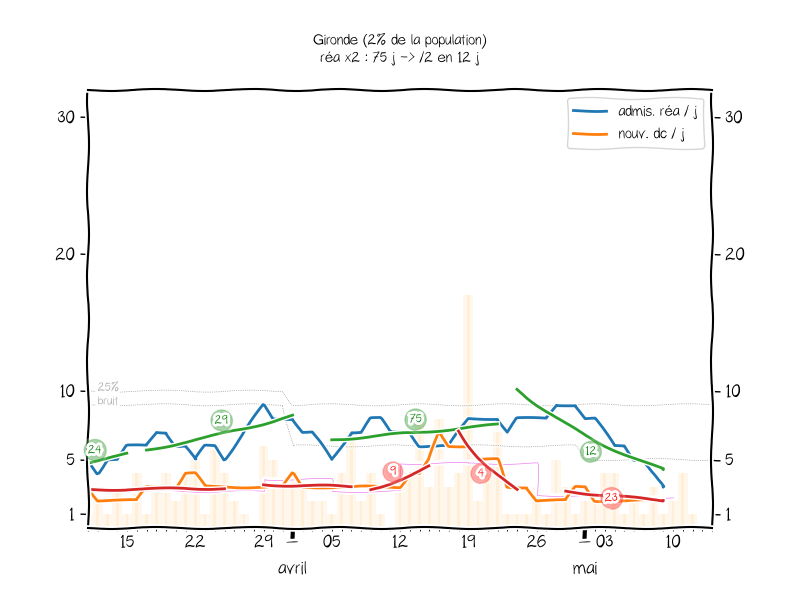 Gironde (2% de la population)
réa x2 : 75 j -> /2 en 12 j
admis. réa / j
nouv. dc / j
30
30
20
20
10
10
25%
bruit
5
5
1
1
24
29
75
12
9
4
23
15 22 29 05 12 19 26 03 10
avril mai